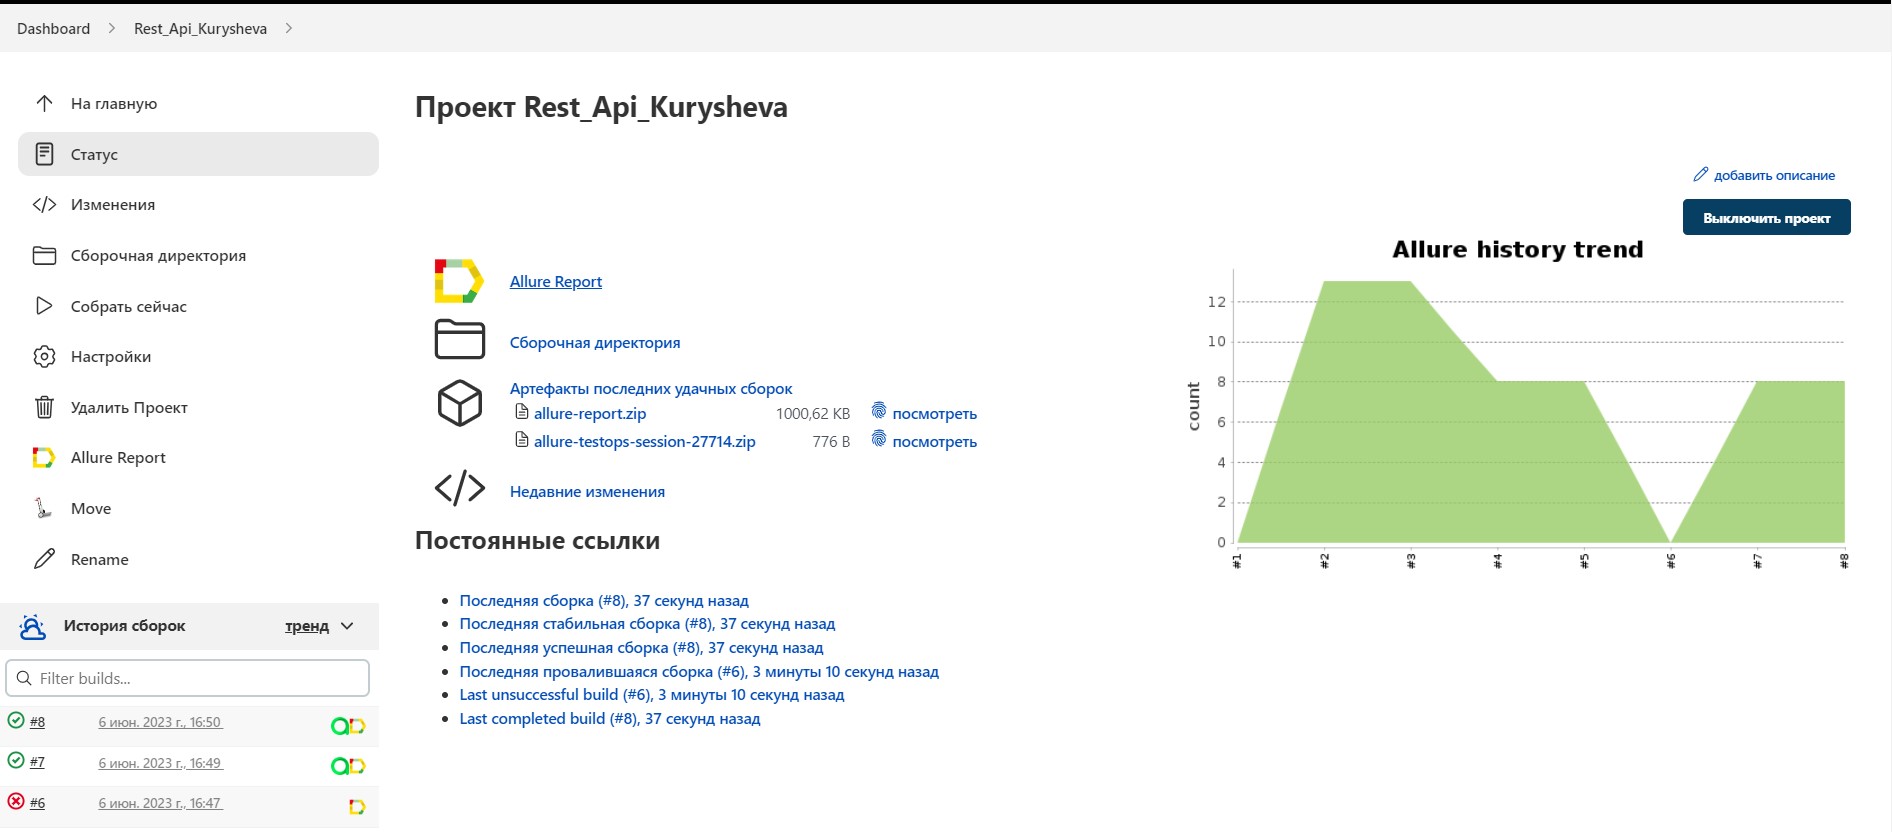 Dashboard
Rest_Api_Kurysheva
На главную
Статус
Изменения
Сборочная директория
Собрать сейчас
Настройки
Удалить Проект
Allure Report
Move
Rename
История сборок
тренд
Filter builds...
#8
6 июн. 2023 г., 16:50
#7
6 июн. 2023 г., 16:49
#6
6 июн. 2023 г., 16:47
Проект Rest_Api_Kurysheva
добавить описание
Выключить проект
Allure Report
Сборочная директория
Артефакты последних удачных сборок
allure-report.zip 1000,62 KB посмотреть
allure-testops-session-27714.zip 776 B посмотреть
Недавние изменения
Allure history trend
count
12
10
8
6
4
2
0
#1 #2 #3 #4 #5 #6 #7 #8
Постоянные ссылки
Последняя сборка (#8), 37 секунд назад
Последняя стабильная сборка (#8), 37 секунд назад
Последняя успешная сборка (#8), 37 секунд назад
Последняя провалившаяся сборка (#6), 3 минуты 10 секунд назад
Last unsuccessful build (#6), 3 минуты 10 секунд назад
Last completed build (#8), 37 секунд назад